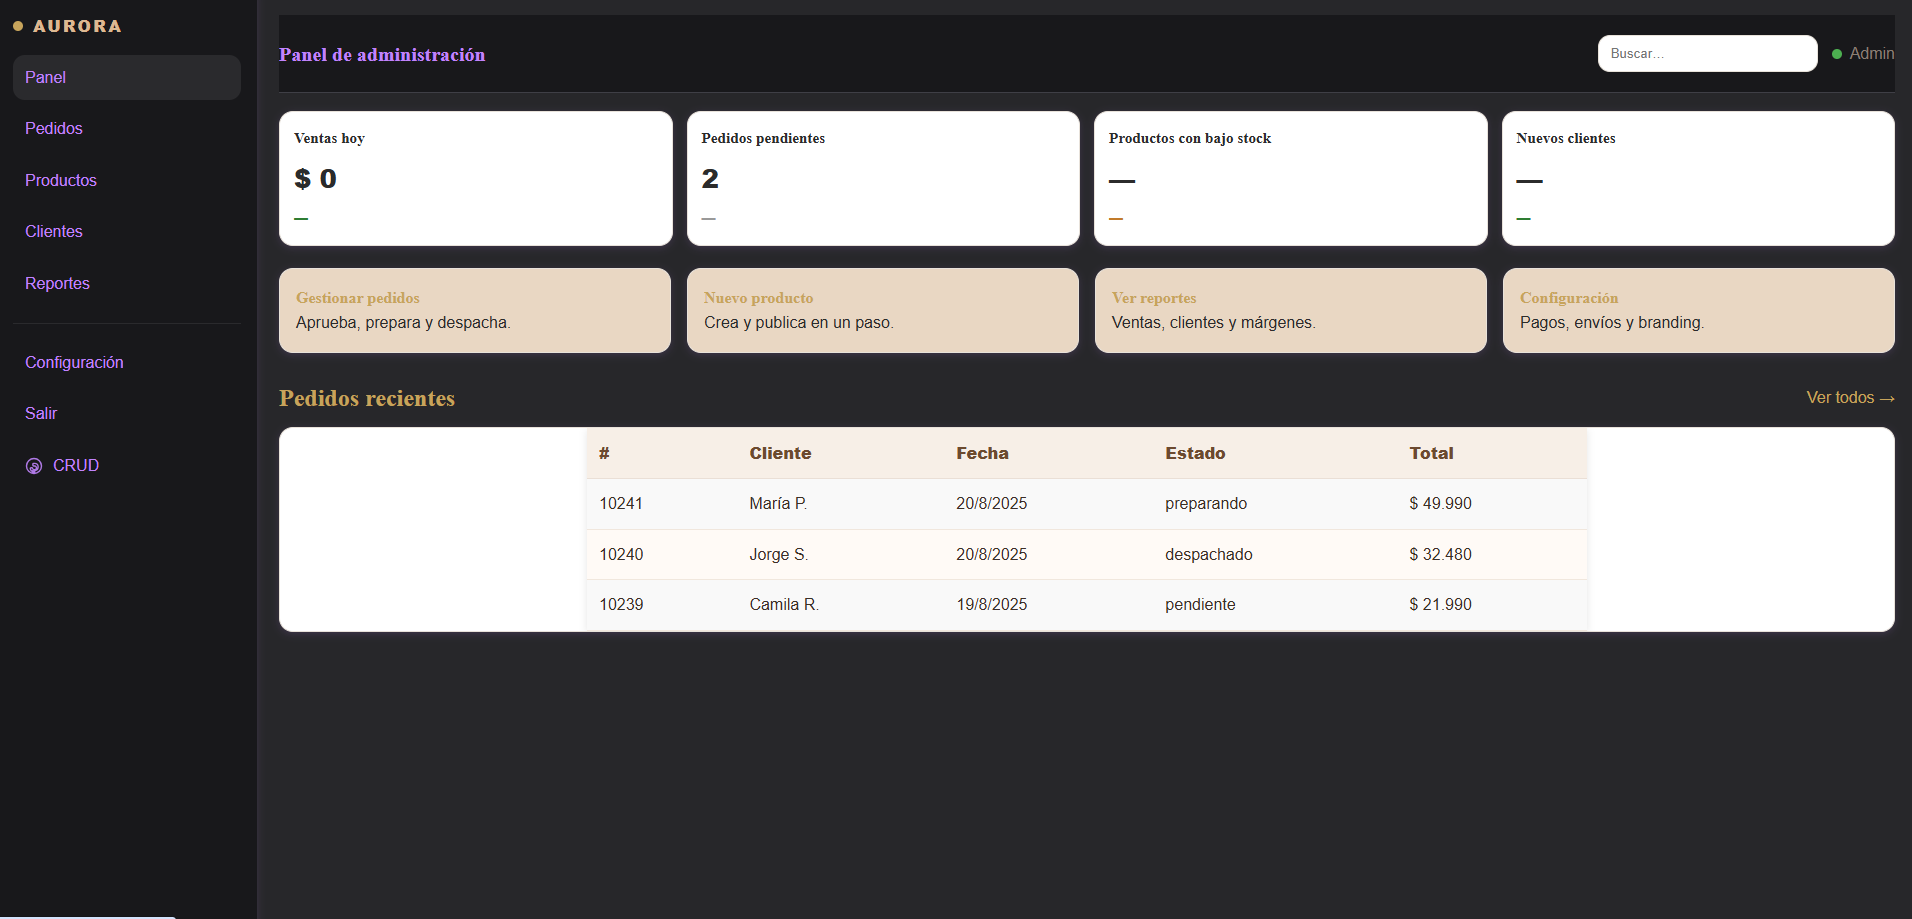 AURORA
Panel
Pedidos
Productos
Clientes
Reportes
Configuración
Salir
CRUD
Panel de administración
Buscar…
Admin
Ventas hoy
$ 0
—
Pedidos pendientes
2
—
Productos con bajo stock
—
—
Nuevos clientes
—
—
Gestionar pedidos
Aprueba, prepara y despacha.
Nuevo producto
Crea y publica en un paso.
Ver reportes
Ventas, clientes y márgenes.
Configuración
Pagos, envíos y branding.
Pedidos recientes
Ver todos →
# Cliente Fecha Estado Total
10241 María P. 20/8/2025 preparando $ 49.990
10240 Jorge S. 20/8/2025 despachado $ 32.480
10239 Camila R. 19/8/2025 pendiente $ 21.990